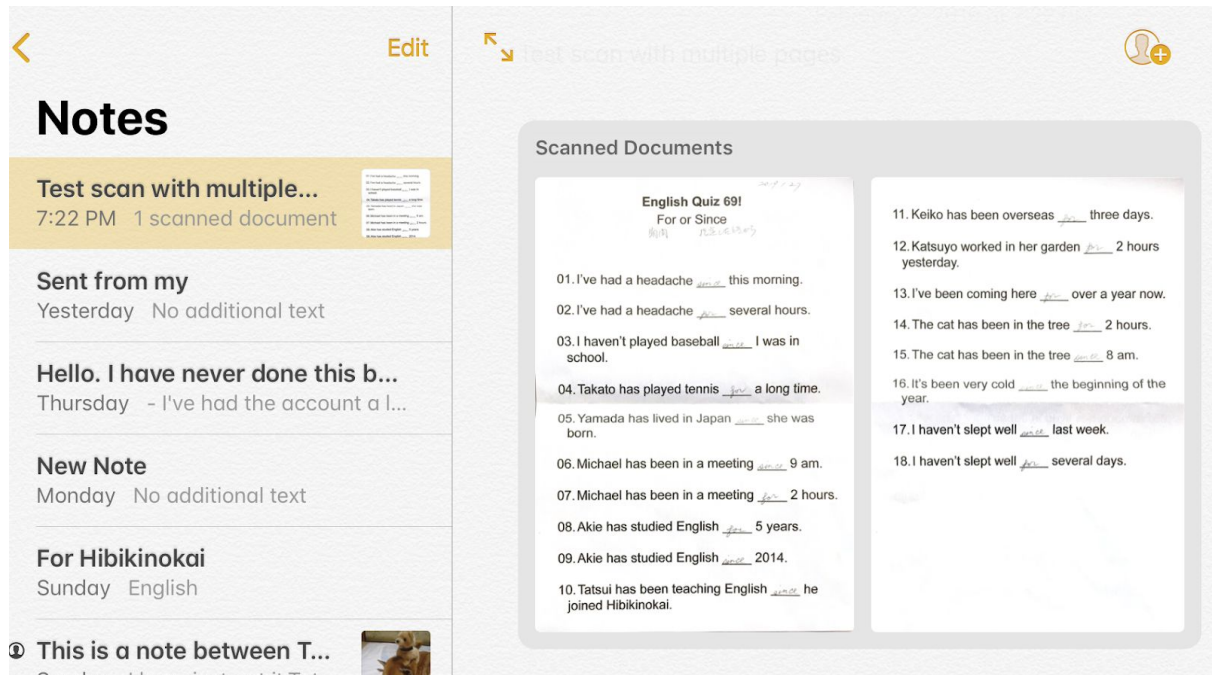 Edit
Test scan with multiple pages
Notes
Test scan with multiple...
7:22 PM 1 scanned document
Sent from my
Yesterday No additional text
Hello. I have never done this b...
Thursday - I've had the account a l...
New Note
Monday No additional text
For Hibikinokai
Sunday English
This is a note between T...
Scanned Documents
English Quiz 69!
For or Since
01. I've had a headache since this morning.
02. I've had a headache for several hours.
03. I haven't played baseball since I was in
school.
04. Takato has played tennis for a long time.
05. Yamada has lived in Japan since she was
born.
06. Michael has been in a meeting since 9 am.
07. Michael has been in a meeting for 2 hours.
08. Akie has studied English for 5 years.
09. Akie has studied English since 2014.
10. Tatsui has been teaching English since he
joined Hibikinokai.
11. Keiko has been overseas for three days.
12. Katsuyo worked in her garden for 2 hours
yesterday.
13. I've been coming here for over a year now.
14. The cat has been in the tree for 2 hours.
15. The cat has been in the tree since 8 am.
16. It's been very cold since the beginning of the
year.
17. I haven't slept well since last week.
18. I haven't slept well for several days.